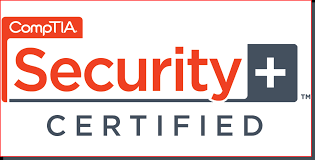 CompTIA.
Security+
™
CERTIFIED